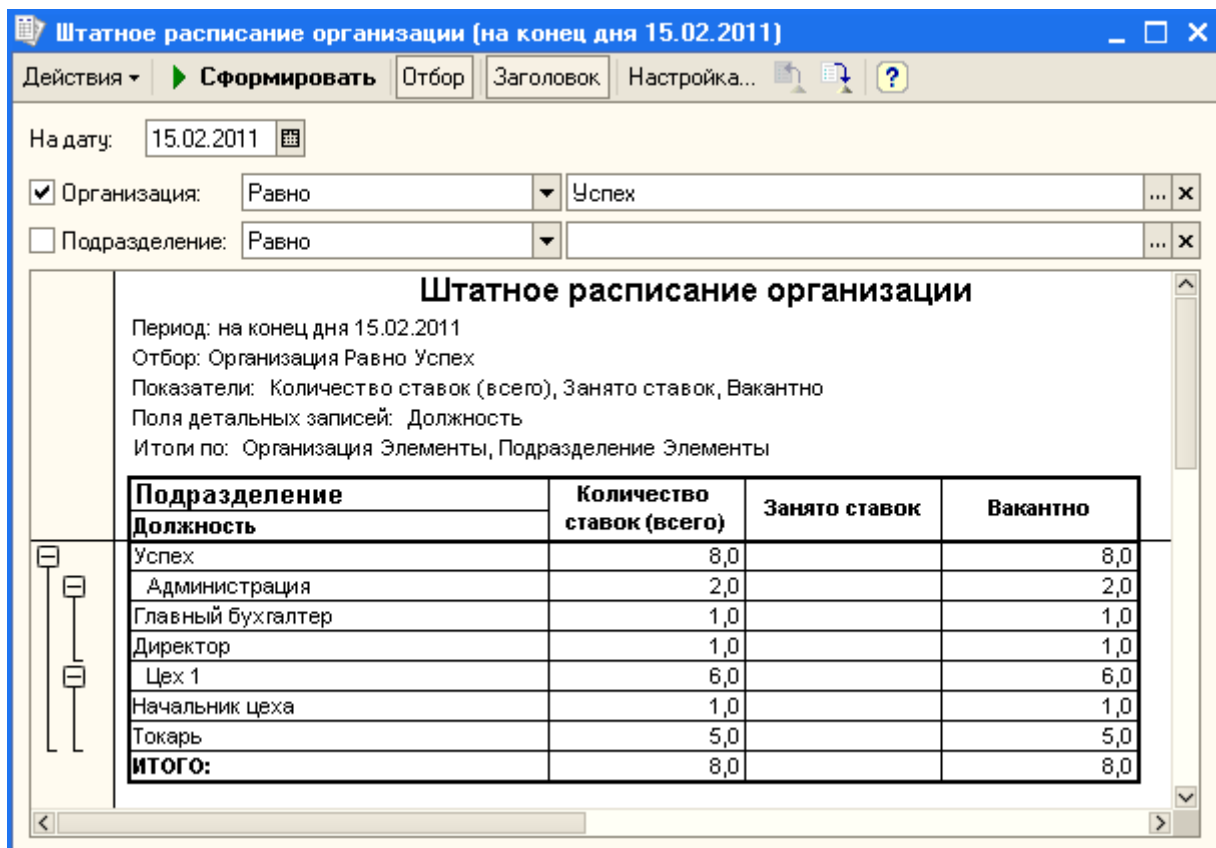 Штатное расписание организации (на конец дня 15.02.2011)
Действия Сформировать Отбор Заголовок Настройка... ?
На дату: 15.02.2011
Организация: Равно Успех ... x
Подразделение: Равно ... x
Штатное расписание организации
Период: на конец дня 15.02.2011
Отбор: Организация Равно Успех
Показатели: Количество ставок (всего), Занято ставок, Вакантно
Поля детальных записей: Должность
Итоги по: Организация Элементы, Подразделение Элементы
Подразделение Количество ставок (всего) Занято ставок Вакантно
Должность
Успех 8,0 8,0
Администрация 2,0 2,0
Главный бухгалтер 1,0 1,0
Директор 1,0 1,0
Цех 1 6,0 6,0
Начальник цеха 1,0 1,0
Токарь 5,0 5,0
ИТОГО: 8,0 8,0